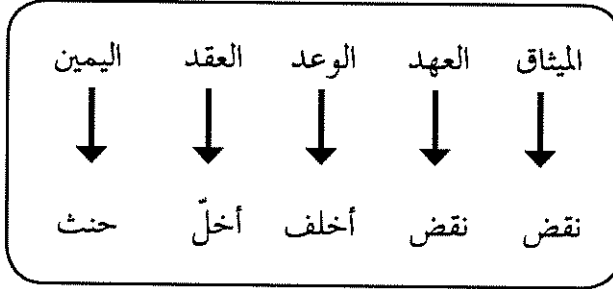 الميثاق العهد الوعد العقد اليمين
نقض نقض أخلف أخلّ حنث